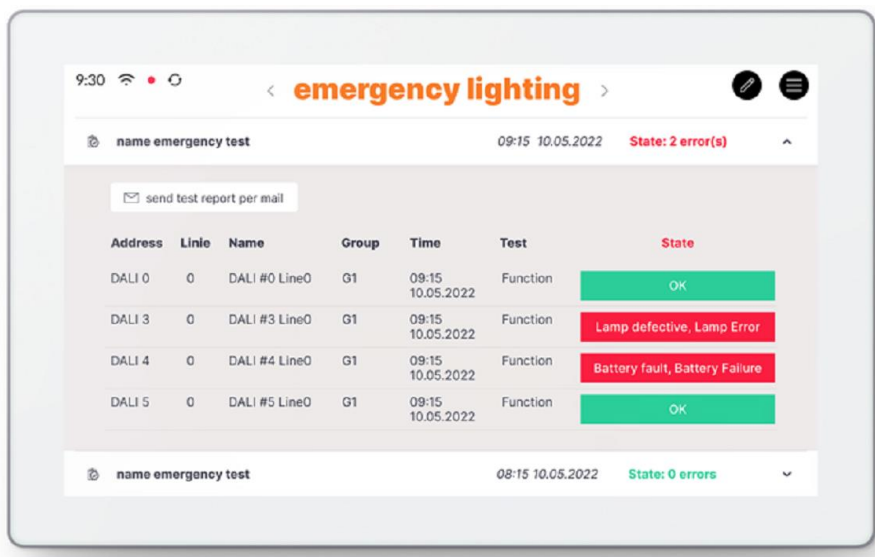 9:30
emergency lighting
name emergency test 09:15 10.05.2022 State: 2 error(s)
send test report per mail
Address Linie Name Group Time Test State
DALI 0 0 DALI #0 Line0 G1 09:15 10.05.2022 Function OK
DALI 3 0 DALI #3 Line0 G1 09:15 10.05.2022 Function Lamp defective, Lamp Error
DALI 4 0 DALI #4 Line0 G1 09:15 10.05.2022 Function Battery fault, Battery Failure
DALI 5 0 DALI #5 Line0 G1 09:15 10.05.2022 Function OK
name emergency test 08:15 10.05.2022 State: 0 errors